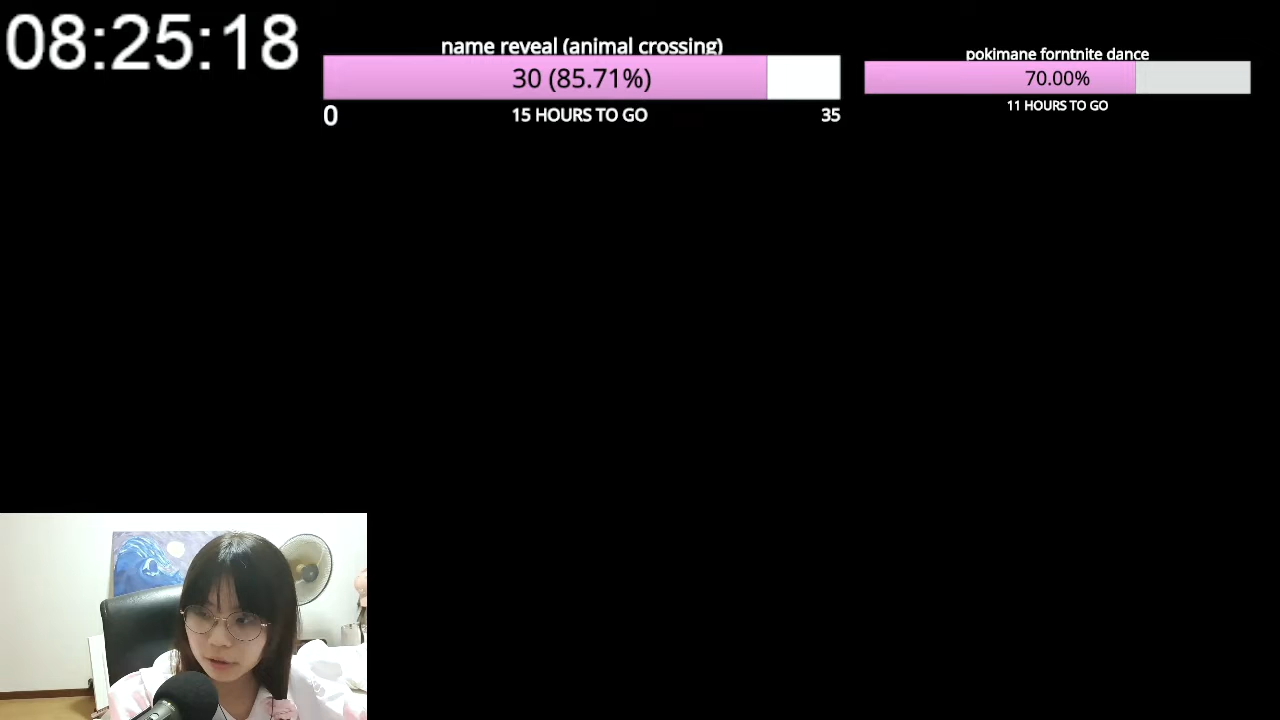 08:25:18
name reveal (animal crossing)
30 (85.71%)
0
15 HOURS TO GO
35
pokimane forntnite dance
70.00%
11 HOURS TO GO